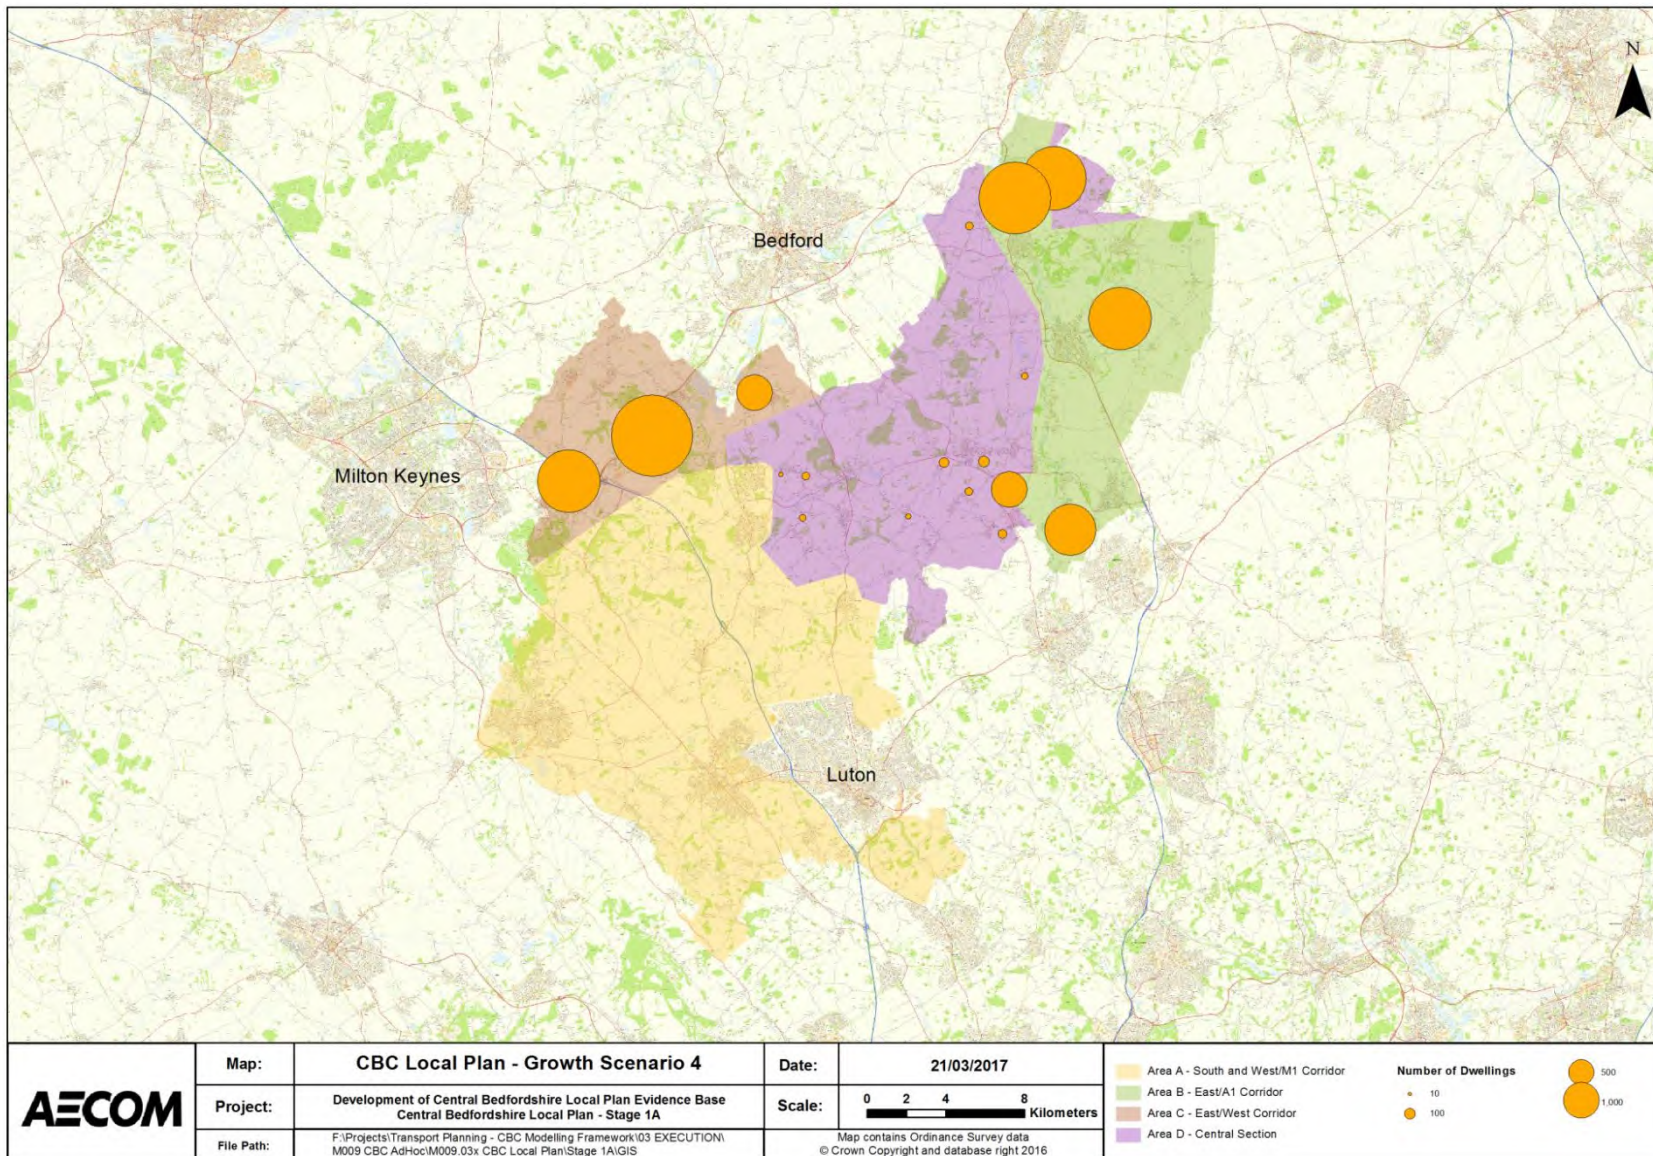 N
Bedford
Milton Keynes
Luton
AECOM
Map:
CBC Local Plan - Growth Scenario 4
Date:
21/03/2017
Project:
Development of Central Bedfordshire Local Plan Evidence Base
Central Bedfordshire Local Plan - Stage 1A
Scale:
0 2 4 8
Kilometers
File Path:
F:\Projects\Transport Planning - CBC Modelling Framework\03 EXECUTION\
M009 CBC AdHoc\M009.03x CBC Local Plan\Stage 1A\GIS
Map contains Ordinance Survey data
© Crown Copyright and database right 2016
Area A - South and West/M1 Corridor
Area B - East/A1 Corridor
Area C - East/West Corridor
Area D - Central Section
Number of Dwellings
10
100
500
1,000